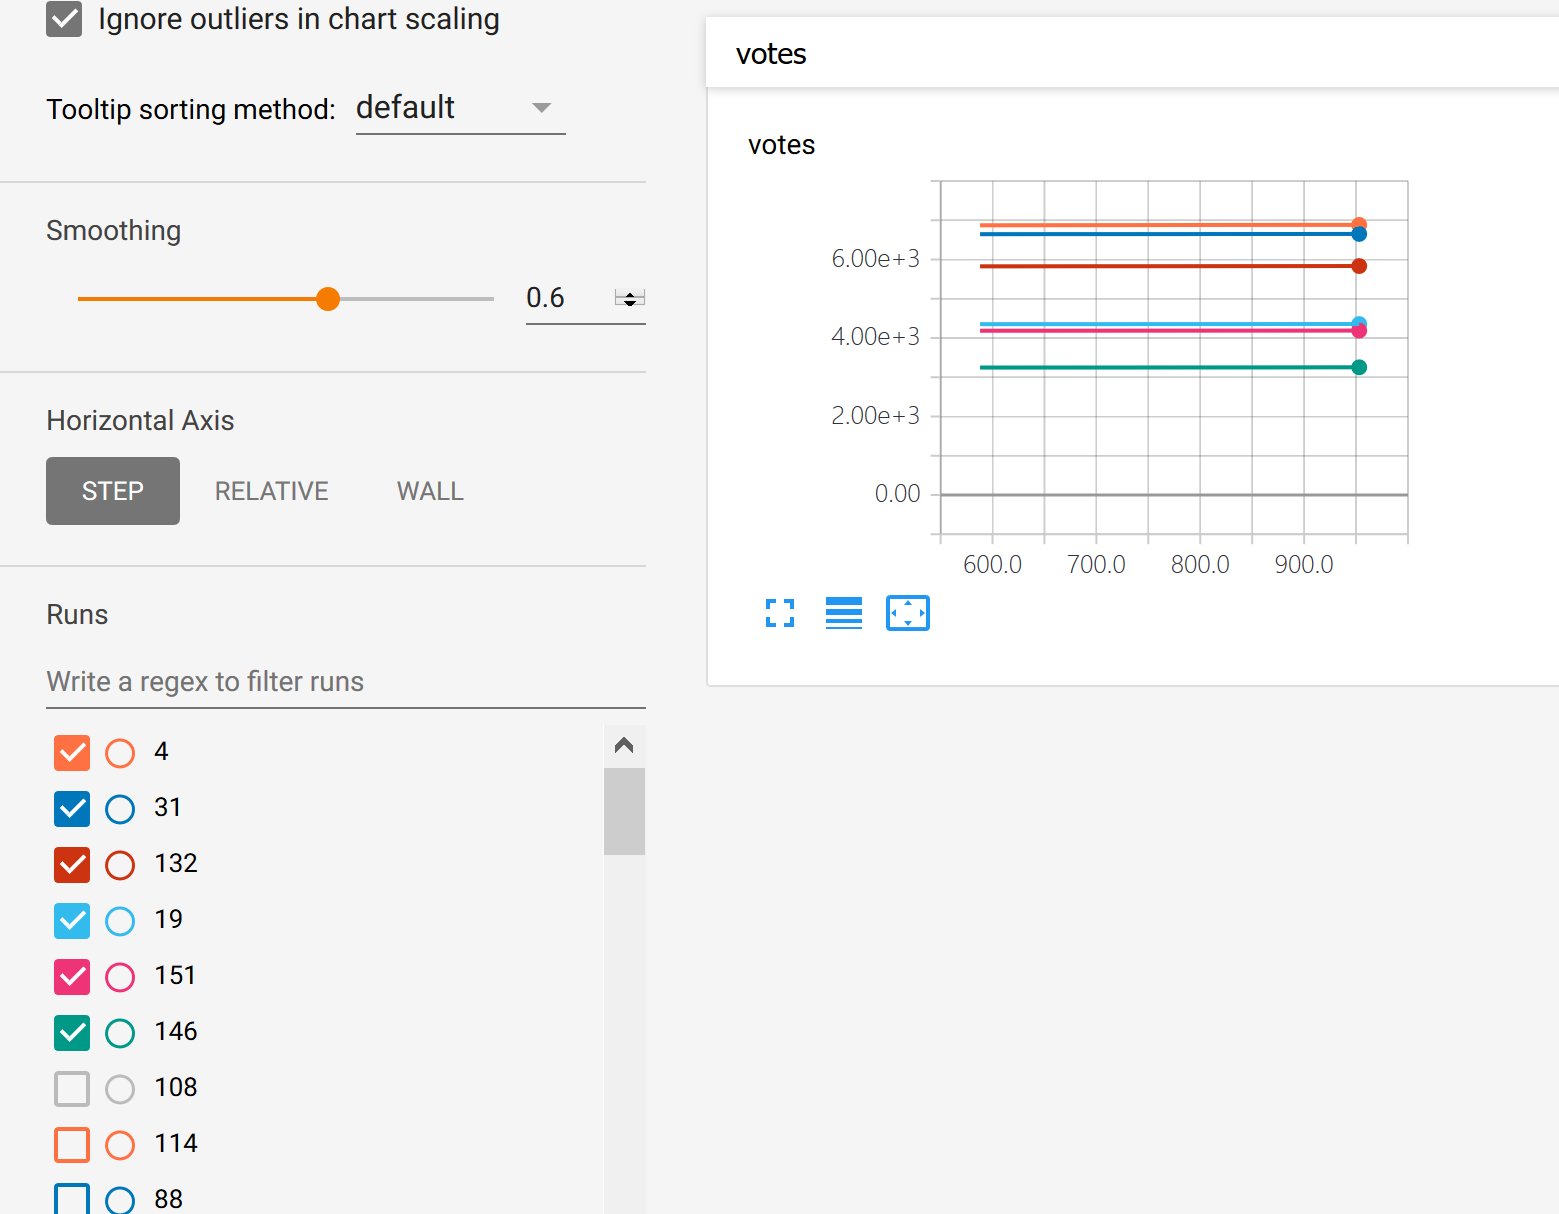 Ignore outliers in chart scaling
Tooltip sorting method: default
Smoothing
0.6
Horizontal Axis
STEP RELATIVE WALL
Runs
Write a regex to filter runs
4
31
132
19
151
146
108
114
88
votes
votes
6.00e+3
4.00e+3
2.00e+3
0.00
600.0 700.0 800.0 900.0